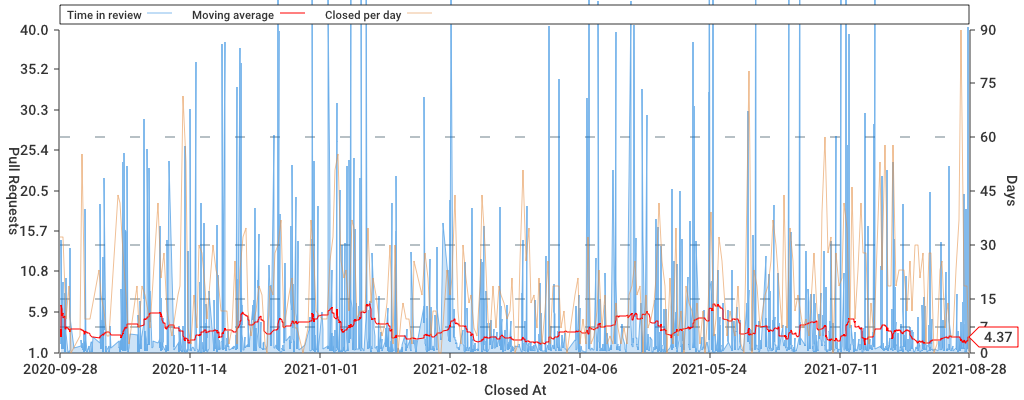 Time in review Moving average Closed per day
40.0 90
35.2 75
30.3 60
25.4 45
20.5 30
15.7 15
10.8 7
5.9 4.37
1.0 0
Pull Requests
Days
2020-09-28 2020-11-14 2021-01-01 2021-02-18 2021-04-06 2021-05-24 2021-07-11 2021-08-28
Closed At